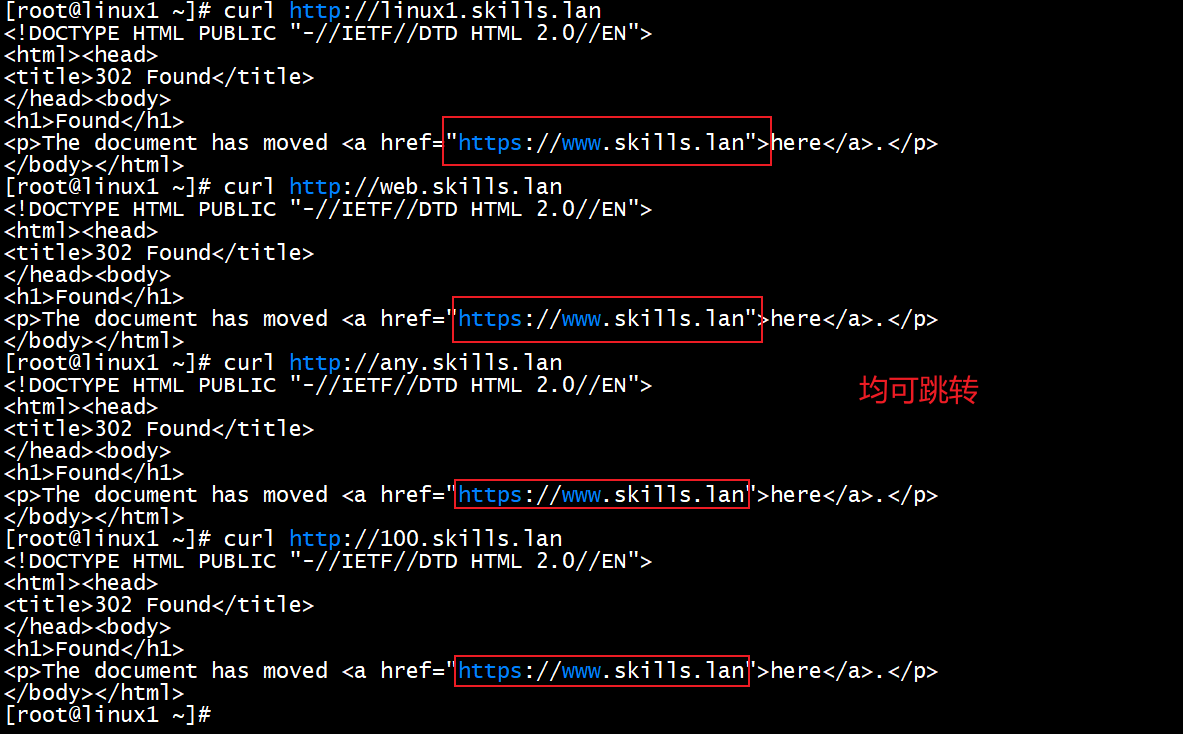 [root@linux1 ~]# curl http://linux1.skills.lan
<!DOCTYPE HTML PUBLIC "-//IETF//DTD HTML 2.0//EN">
<html><head>
<title>302 Found</title>
</head><body>
<h1>Found</h1>
<p>The document has moved <a href="https://www.skills.lan">here</a>.</p>
</body></html>
[root@linux1 ~]# curl http://web.skills.lan
<!DOCTYPE HTML PUBLIC "-//IETF//DTD HTML 2.0//EN">
<html><head>
<title>302 Found</title>
</head><body>
<h1>Found</h1>
<p>The document has moved <a href="https://www.skills.lan">here</a>.</p>
</body></html>
[root@linux1 ~]# curl http://any.skills.lan
<!DOCTYPE HTML PUBLIC "-//IETF//DTD HTML 2.0//EN">
均可跳转
<html><head>
<title>302 Found</title>
</head><body>
<h1>Found</h1>
<p>The document has moved <a href="https://www.skills.lan">here</a>.</p>
</body></html>
[root@linux1 ~]# curl http://100.skills.lan
<!DOCTYPE HTML PUBLIC "-//IETF//DTD HTML 2.0//EN">
<html><head>
<title>302 Found</title>
</head><body>
<h1>Found</h1>
<p>The document has moved <a href="https://www.skills.lan">here</a>.</p>
</body></html>
[root@linux1 ~]#